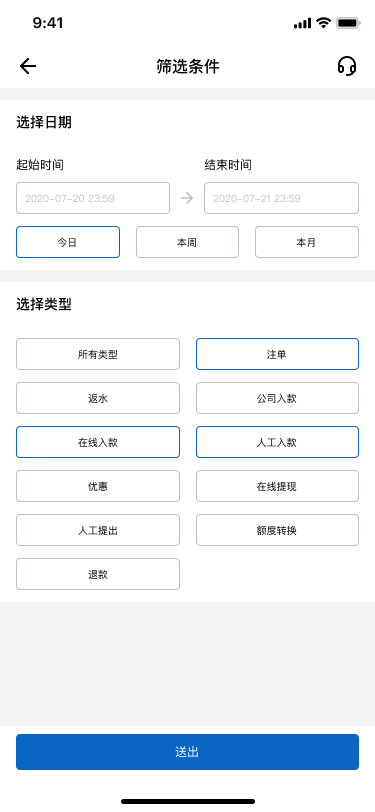 9:41
筛选条件
选择日期
起始时间 结束时间
2020-07-20 23:59 2020-07-21 23:59
今日 本周 本月
选择类型
所有类型 注单
返水 公司入款
在线入款 人工入款
优惠 在线提现
人工提出 额度转换
退款
送出